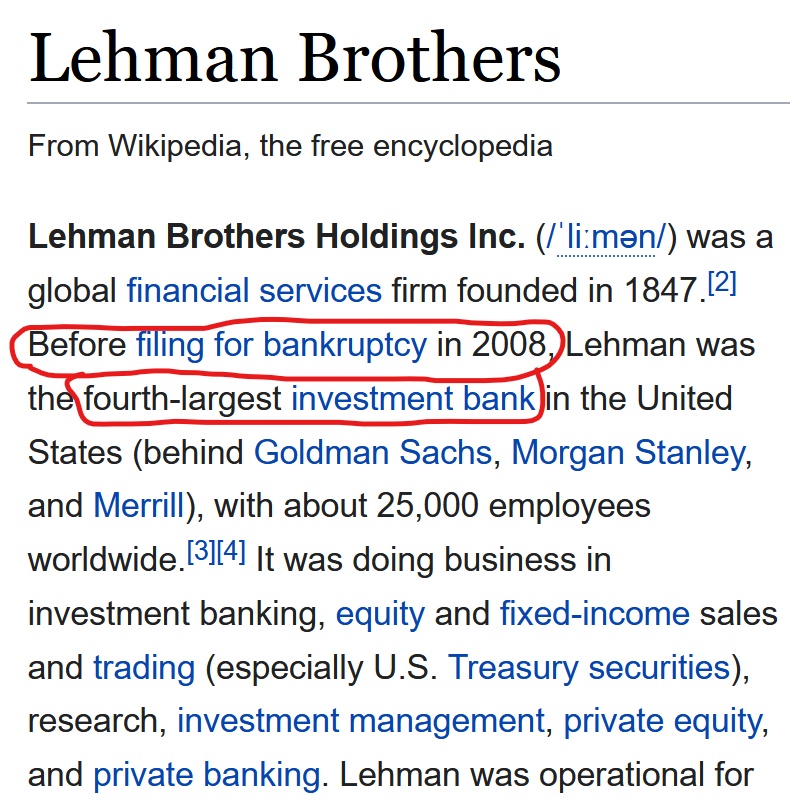 Lehman Brothers
From Wikipedia, the free encyclopedia
Lehman Brothers Holdings Inc. (/ˈliːmən/) was a
global financial services firm founded in 1847.[2]
Before filing for bankruptcy in 2008, Lehman was
the fourth-largest investment bank in the United
States (behind Goldman Sachs, Morgan Stanley,
and Merrill), with about 25,000 employees
worldwide.[3][4] It was doing business in
investment banking, equity and fixed-income sales
and trading (especially U.S. Treasury securities),
research, investment management, private equity,
and private banking. Lehman was operational for